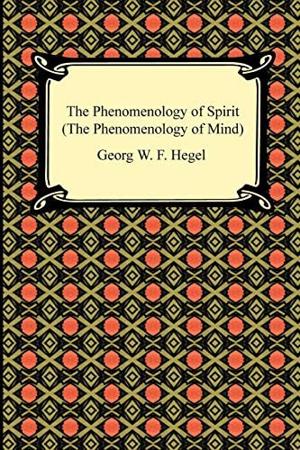 The Phenomenology of Spirit
(The Phenomenology of Mind)
Georg W. F. Hegel